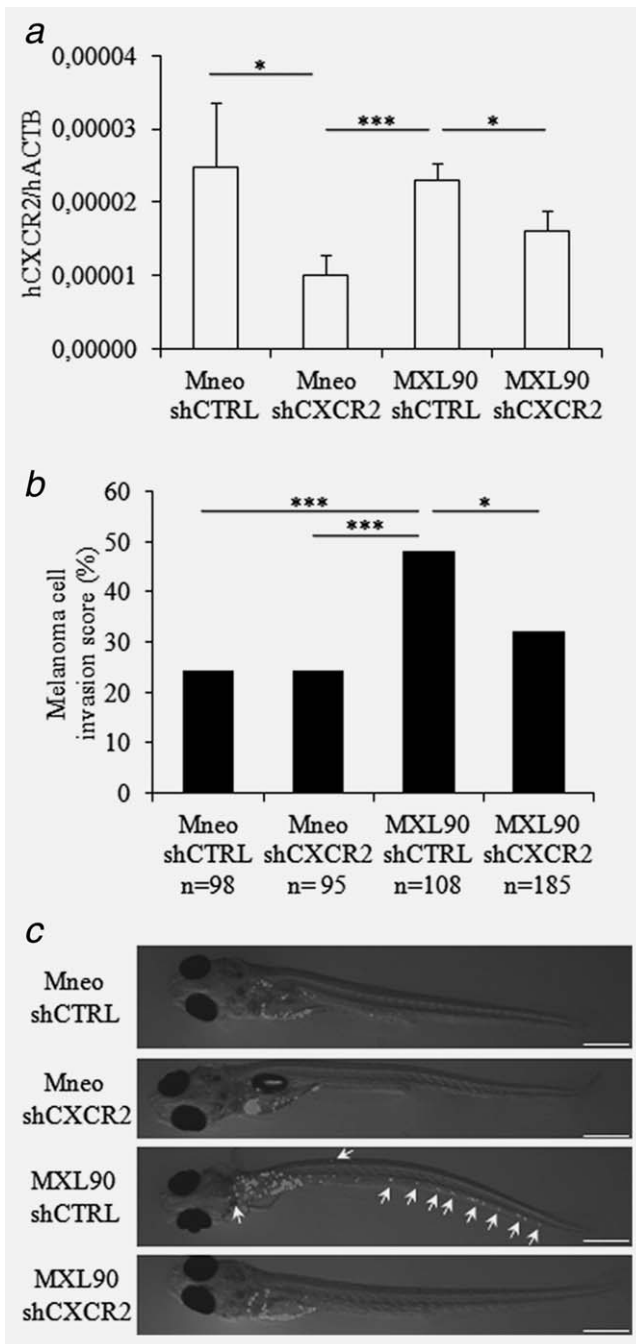 a
hCXCR2/hACTB
0,00004
0,00003
0,00002
0,00001
0,00000
*
***
*
Mneo
shCTRL
Mneo
shCXCR2
MXL90
shCTRL
MXL90
shCXCR2
b
Melanoma cell
invasion score (%)
60
50
40
30
20
10
0
***
***
*
Mneo
shCTRL
n=98
Mneo
shCXCR2
n= 95
MXL90
shCTRL
n=108
MXL90
shCXCR2
n=185
c
Mneo
shCTRL
Mneo
shCXCR2
MXL90
shCTRL
MXL90
shCXCR2